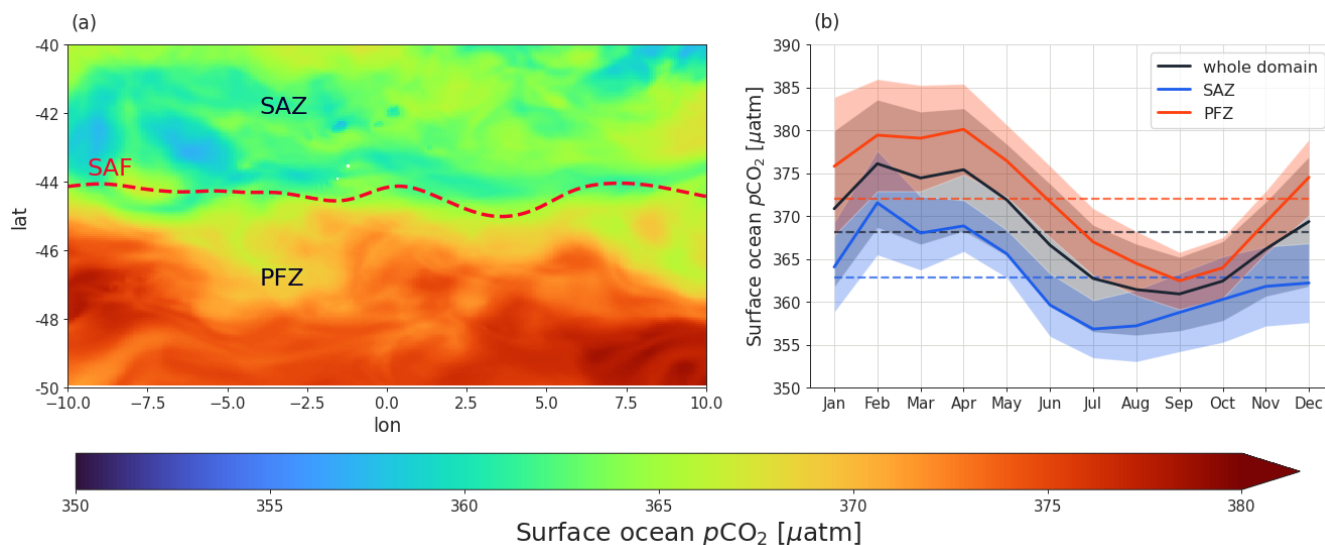 (a)
-40
-42
-44
-46
-48
-50
lat
SAZ
SAF
PFZ
-10.0 -7.5 -5.0 -2.5 0.0 2.5 5.0 7.5 10.0
lon
(b)
390
385
380
375
370
365
360
355
350
Surface ocean pCO₂ [μatm]
whole domain
SAZ
PFZ
Jan Feb Mar Apr May Jun Jul Aug Sep Oct Nov Dec
350 355 360 365 370 375 380
Surface ocean pCO₂ [μatm]